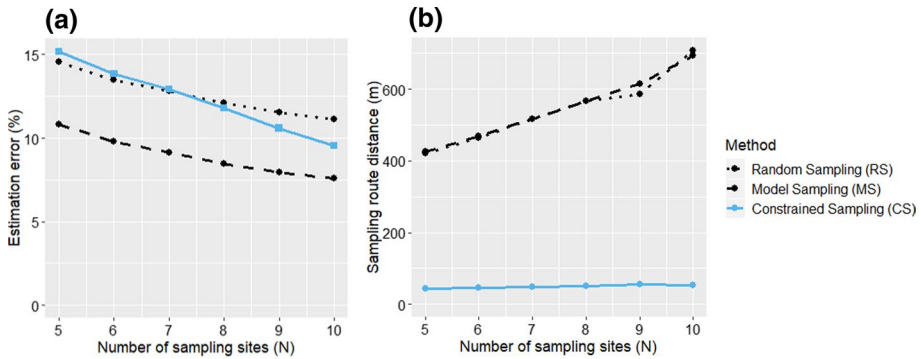 (a)
15
10
5
0
Estimation error (%)
5 6 7 8 9 10
Number of sampling sites (N)
(b)
600
400
200
0
Sampling route distance (m)
5 6 7 8 9 10
Number of sampling sites (N)
Method
Random Sampling (RS)
Model Sampling (MS)
Constrained Sampling (CS)